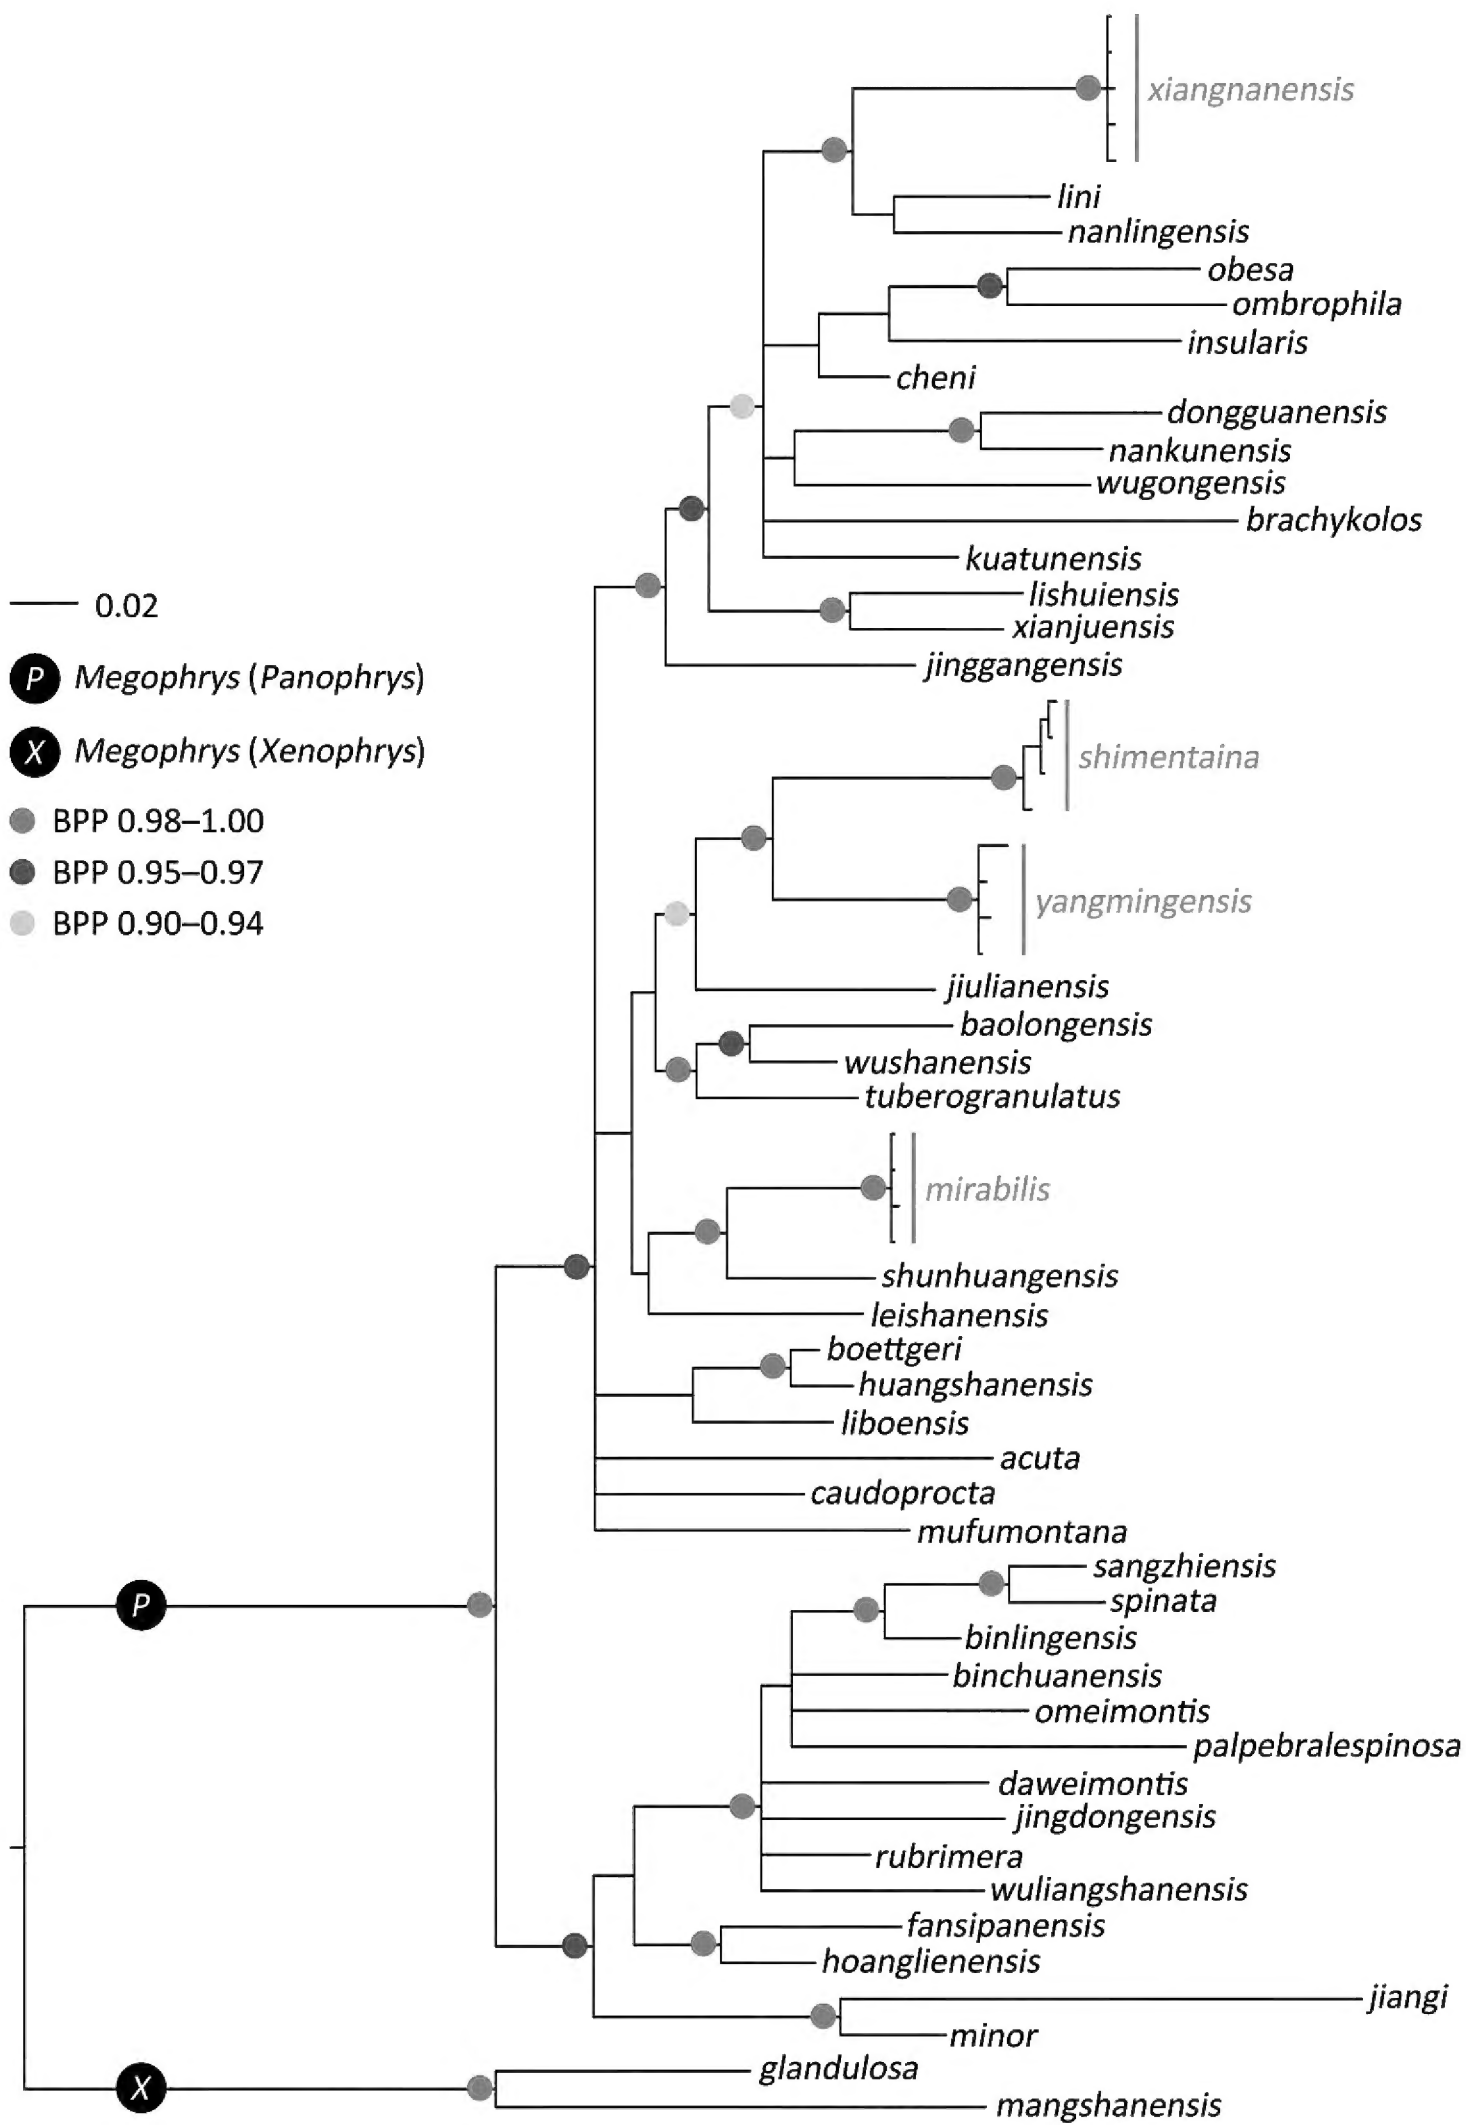 xiangnanensis
lini
nanlingensis
obesa
ombrophila
insularis
cheni
dongguanensis
nankunensis
wugongensis
brachykolos
kuatunensis
lishuiensis
xianjuensis
jinggangensis
0.02
P Megophrys (Panophrys)
X Megophrys (Xenophrys)
BPP 0.98–1.00
BPP 0.95–0.97
BPP 0.90–0.94
shimentaina
yangmingensis
jiulianensis
baolongensis
wushanensis
tuberogranulatus
mirabilis
shunhuangensis
leishanensis
boettgeri
huangshanensis
liboensis
acuta
caudoprocta
mufumontana
P
sangzhiensis
spinata
binlingensis
binchuanensis
omeimontis
palpebralespinosa
daweimontis
jingdongensis
rubrimera
wuliangshanensis
fansipanensis
hoanglienensis
jiangi
minor
X
glandulosa
mangshanensis